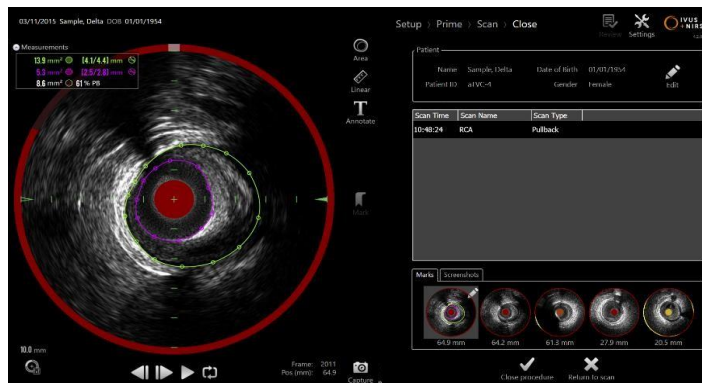 03/11/2015 Sample, Delta DOB 01/01/1954
Setup > Prime > Scan > Close
Review
Settings
IVUS
+NIRS
Measurements
13.9 mm² [4.1/4.4] mm
5.3 mm² [2.5/2.8] mm
8.6 mm² 61 % PB
Area
Linear
Annotate
Mark
Patient
Name Sample, Delta Date of Birth 01/01/1954
Patient ID aTVC-4 Gender Female
Edit
Scan Time Scan Name Scan Type
10:48:24 RCA Pullback
Marks Screenshots
64.9 mm 64.2 mm 61.3 mm 27.9 mm 20.5 mm
10.0 mm
Frame: 2011
Pos (mm): 64.9
Capture
Close procedure Return to scan